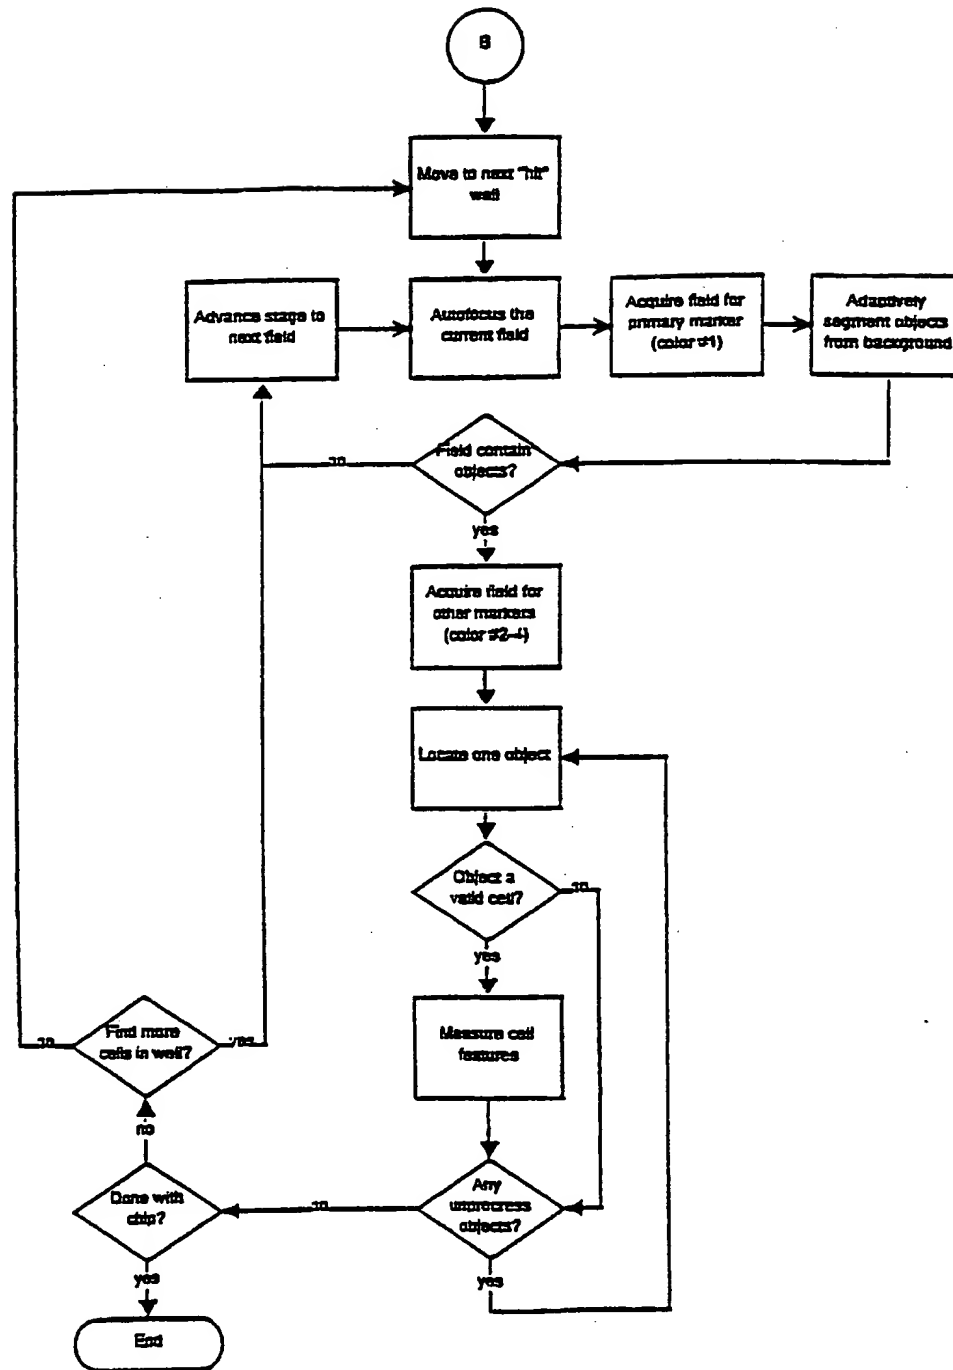 B
Move to next "hit"
well
Advance stage to
next field
Autofocus the
current field
Acquire field for
primary marker
(color #1)
Adaptively
segment objects
from background
Field contain
objects?
no
yes
Acquire field for
other markers
(color #2-4)
Locate one object
Object a
valid cell?
no
yes
Measure cell
features
Find more
cells in well?
no
yes
no
Done with
chip?
no
Any
unprocess
objects?
yes
yes
End